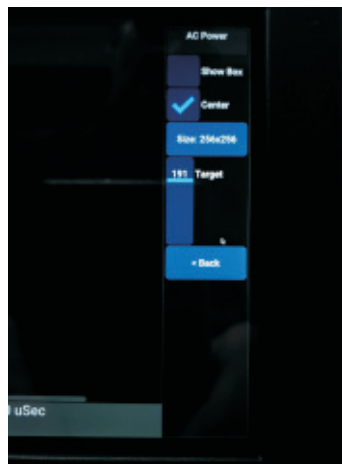 AC Power
Show Box
Center
Size: 256x256
191 Target
< Back
uSec